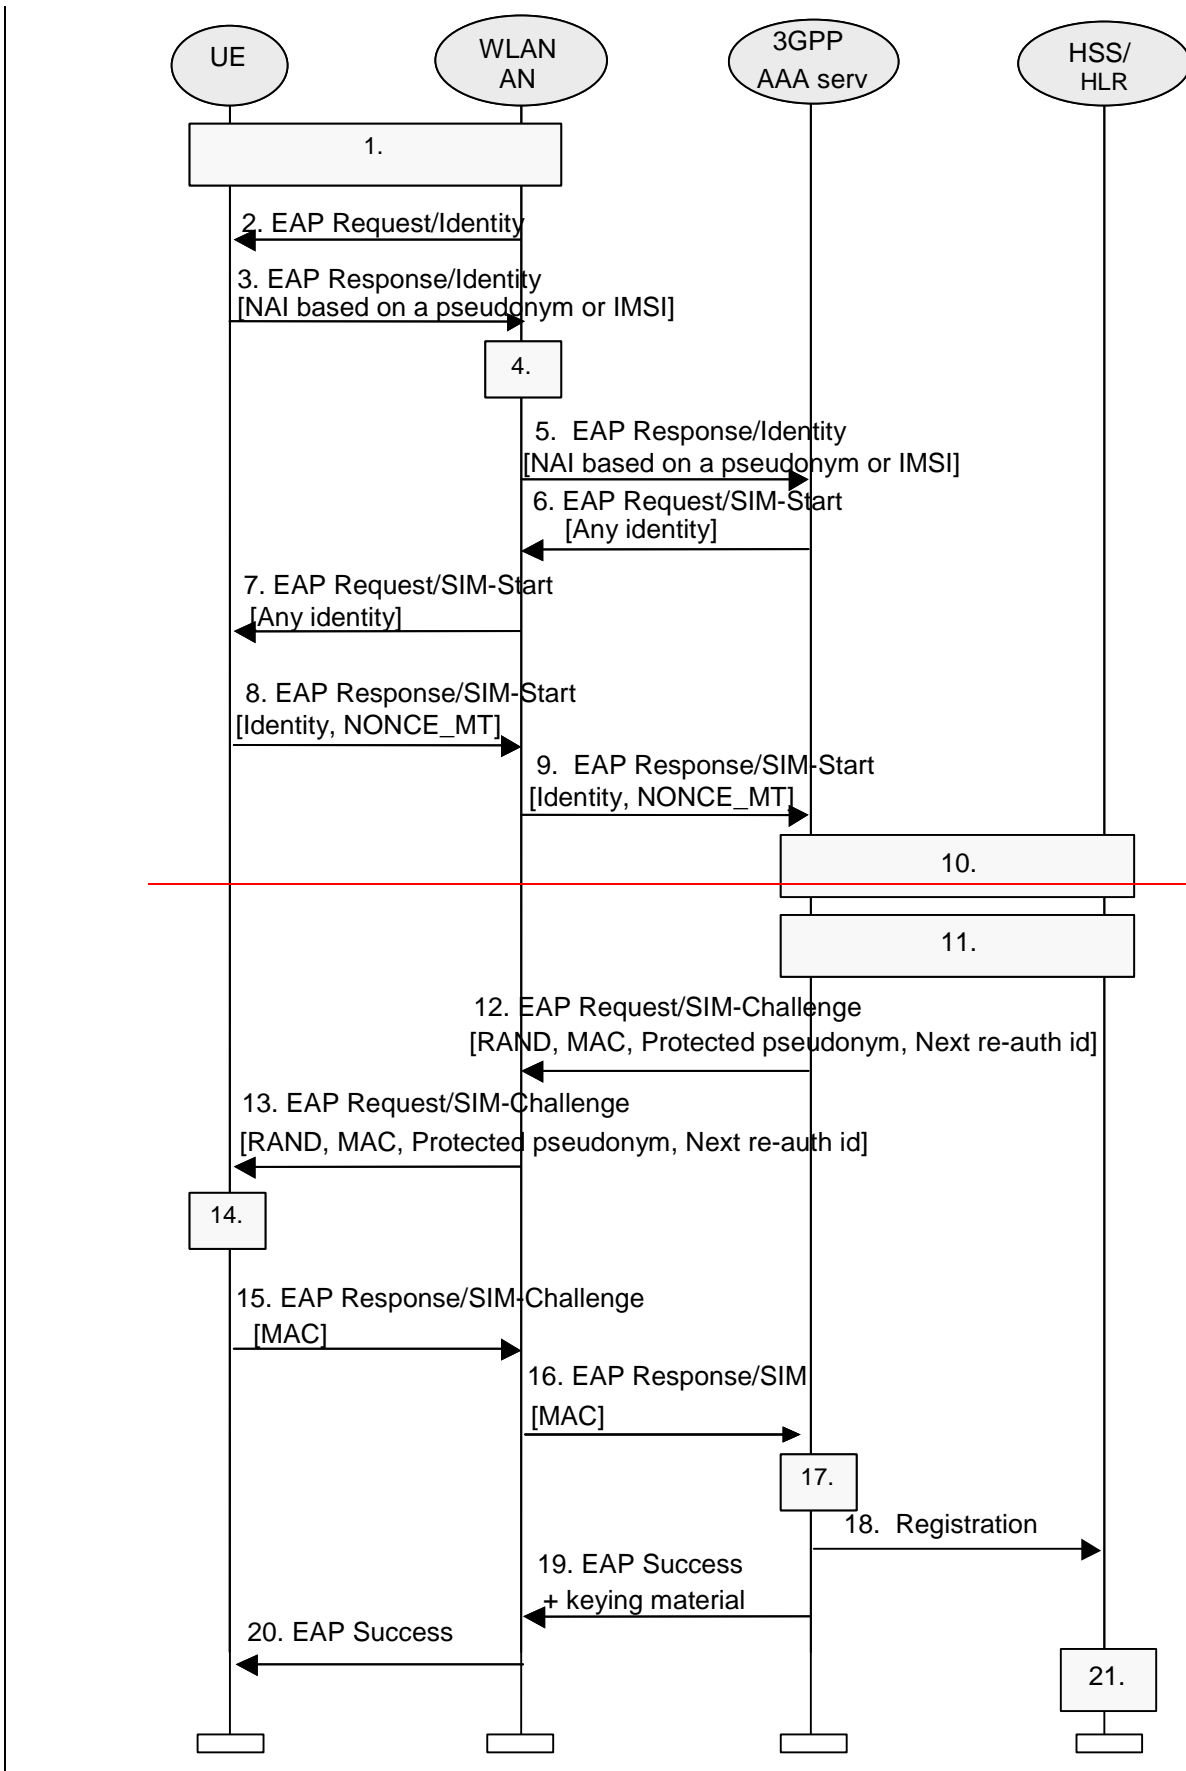 UE
WLAN
AN
3GPP
AAA serv
HSS/
HLR
1.
2. EAP Request/Identity
3. EAP Response/Identity
[NAI based on a pseudonym or IMSI]
4.
5. EAP Response/Identity
[NAI based on a pseudonym or IMSI]
6. EAP Request/SIM-Start
[Any identity]
7. EAP Request/SIM-Start
[Any identity]
8. EAP Response/SIM-Start
[Identity, NONCE_MT]
9. EAP Response/SIM-Start
[Identity, NONCE_MT]
10.
11.
12. EAP Request/SIM-Challenge
[RAND, MAC, Protected pseudonym, Next re-auth id]
13. EAP Request/SIM-Challenge
[RAND, MAC, Protected pseudonym, Next re-auth id]
14.
15. EAP Response/SIM-Challenge
[MAC]
16. EAP Response/SIM
[MAC]
17.
18. Registration
19. EAP Success
+ keying material
20. EAP Success
21.